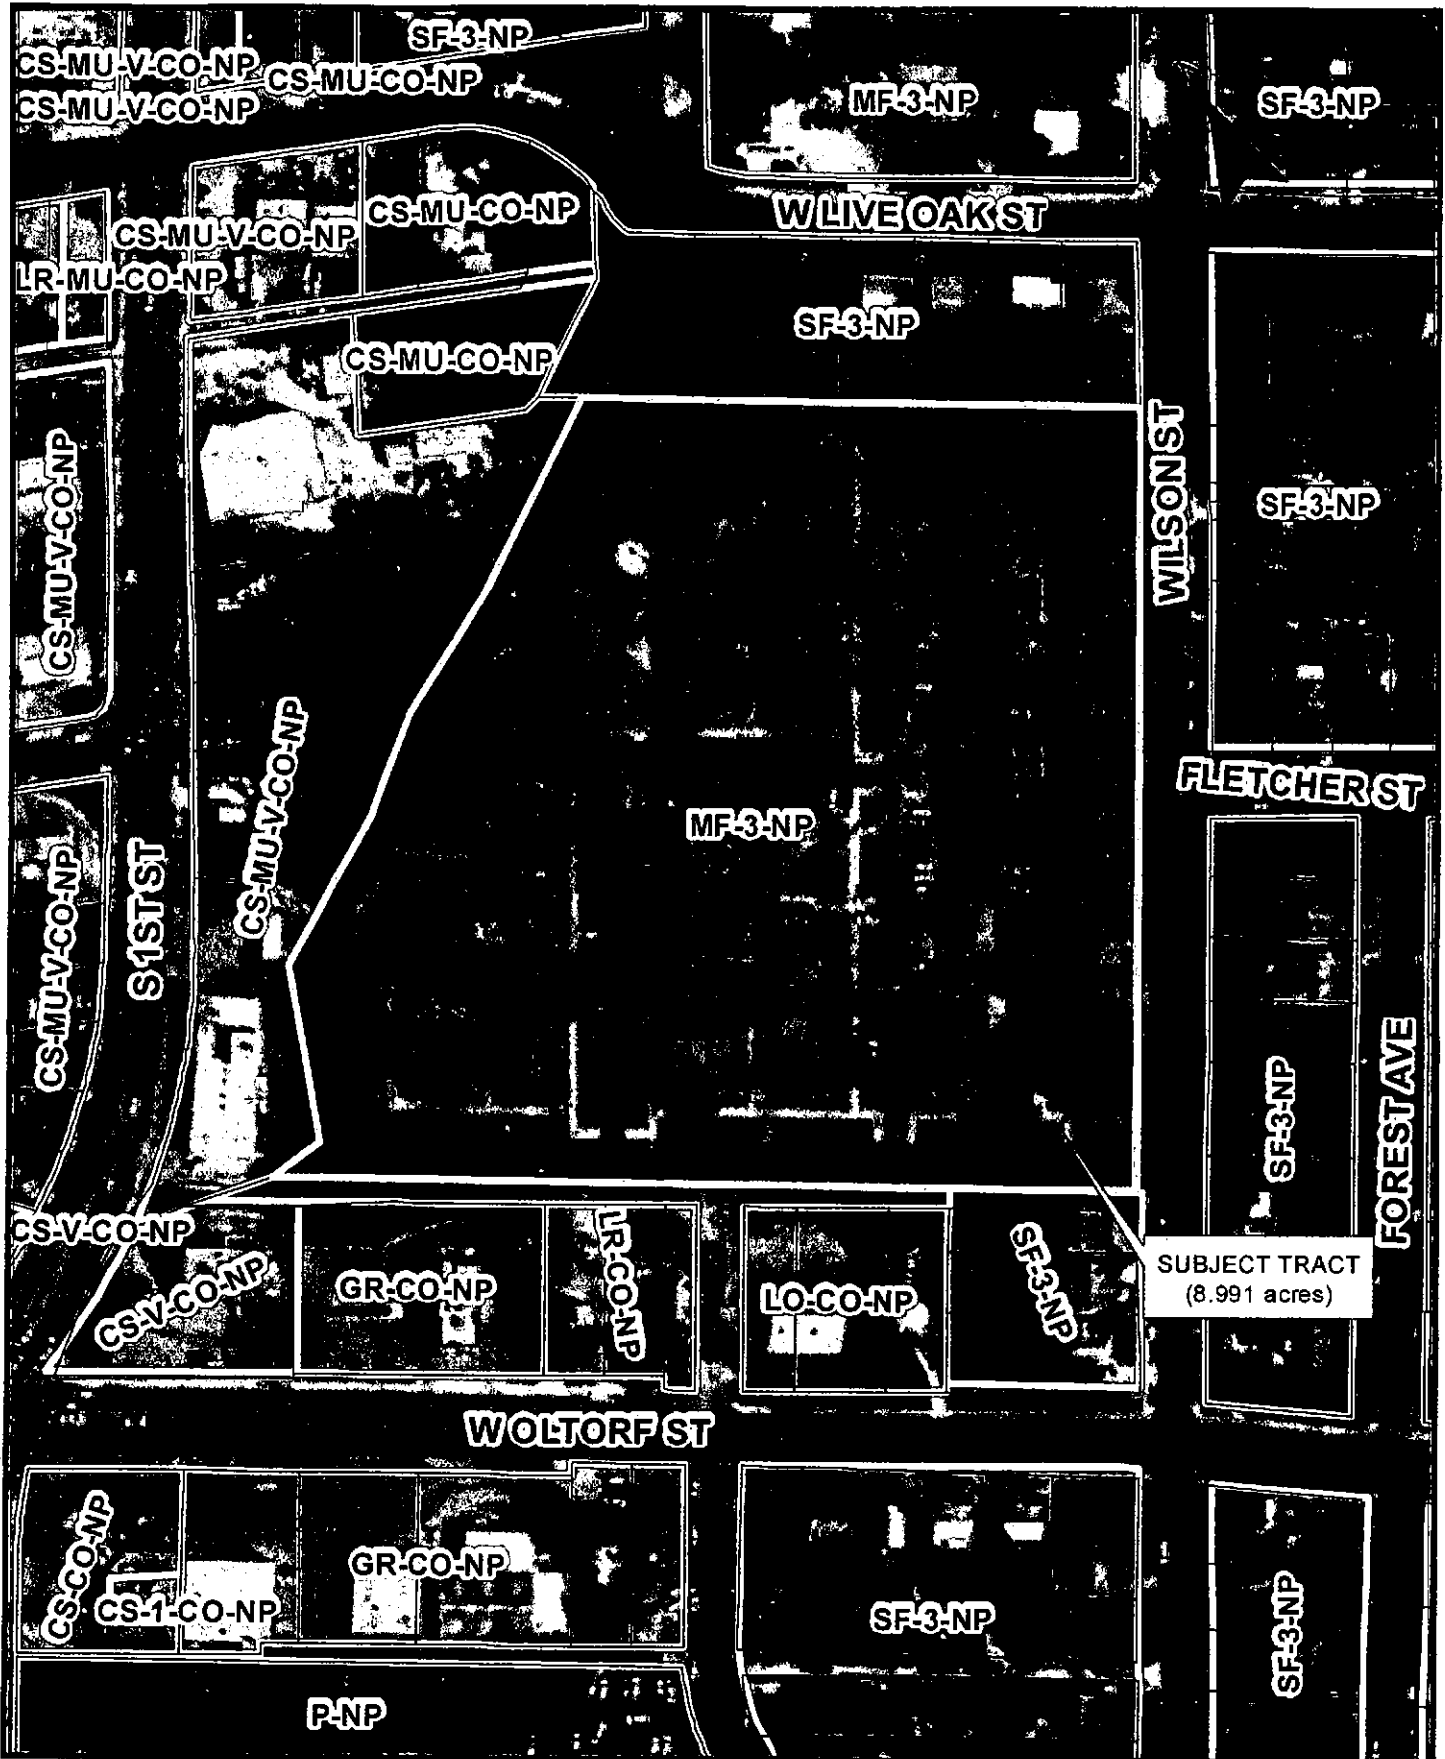 SF-3-NP
CS-MU-V-CO-NP
CS-MU-CO-NP
CS-MU-V-CO-NP
MF-3-NP
SF-3-NP
CS-MU-CO-NP
W LIVE OAK ST
CS-MU-V-CO-NP
LR-MU-CO-NP
SF-3-NP
CS-MU-CO-NP
CS-MU-V-CO-NP
WILSON ST
SF-3-NP
CS-MU-V-CO-NP
FLETCHER ST
MF-3-NP
S 1ST ST
CS-MU-V-CO-NP
FOREST AVE
SF-3-NP
CS-V-CO-NP
CS-V-CO-NP
GR-CO-NP
LR-CO-NP
LO-CO-NP
SF-3-NP
SUBJECT TRACT
(8.991 acres)
W OLTORF ST
CS-CO-NP
CS-1-CO-NP
GR-CO-NP
SF-3-NP
SF-3-NP
P-NP